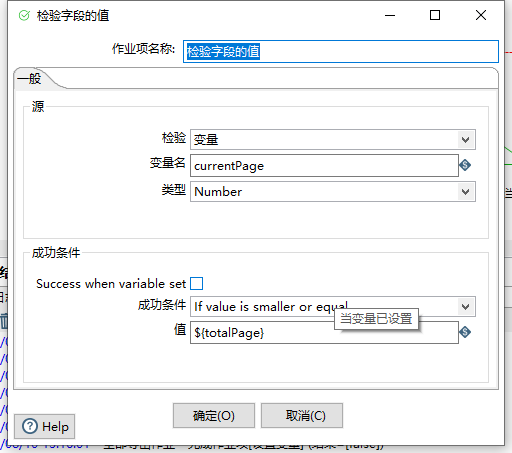 检验字段的值
作业项名称:
检验字段的值
一般
源
检验
变量
变量名
currentPage
类型
Number
成功条件
Success when variable set
成功条件
If value is smaller or equal
当变量已设置
值
${totalPage}
确定(O)
取消(C)
Help